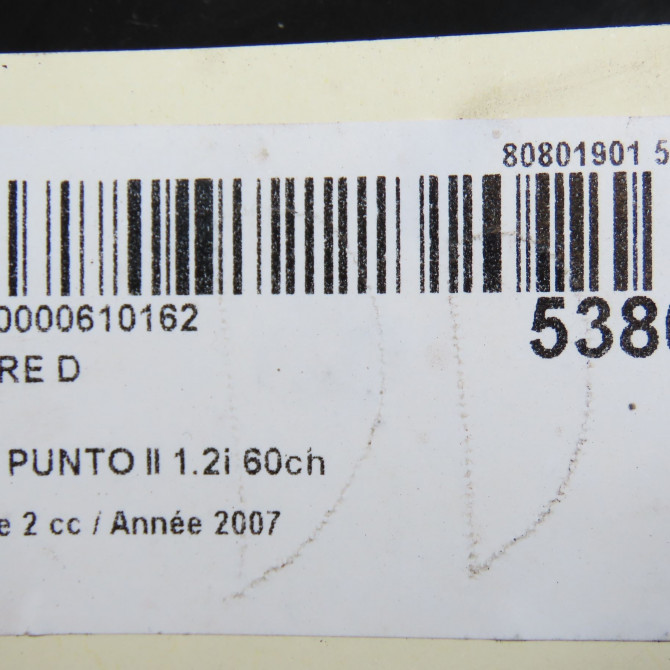 80801901 5
0000610162
538
RE D
PUNTO II 1.2i 60ch
e 2 cc / Année 2007